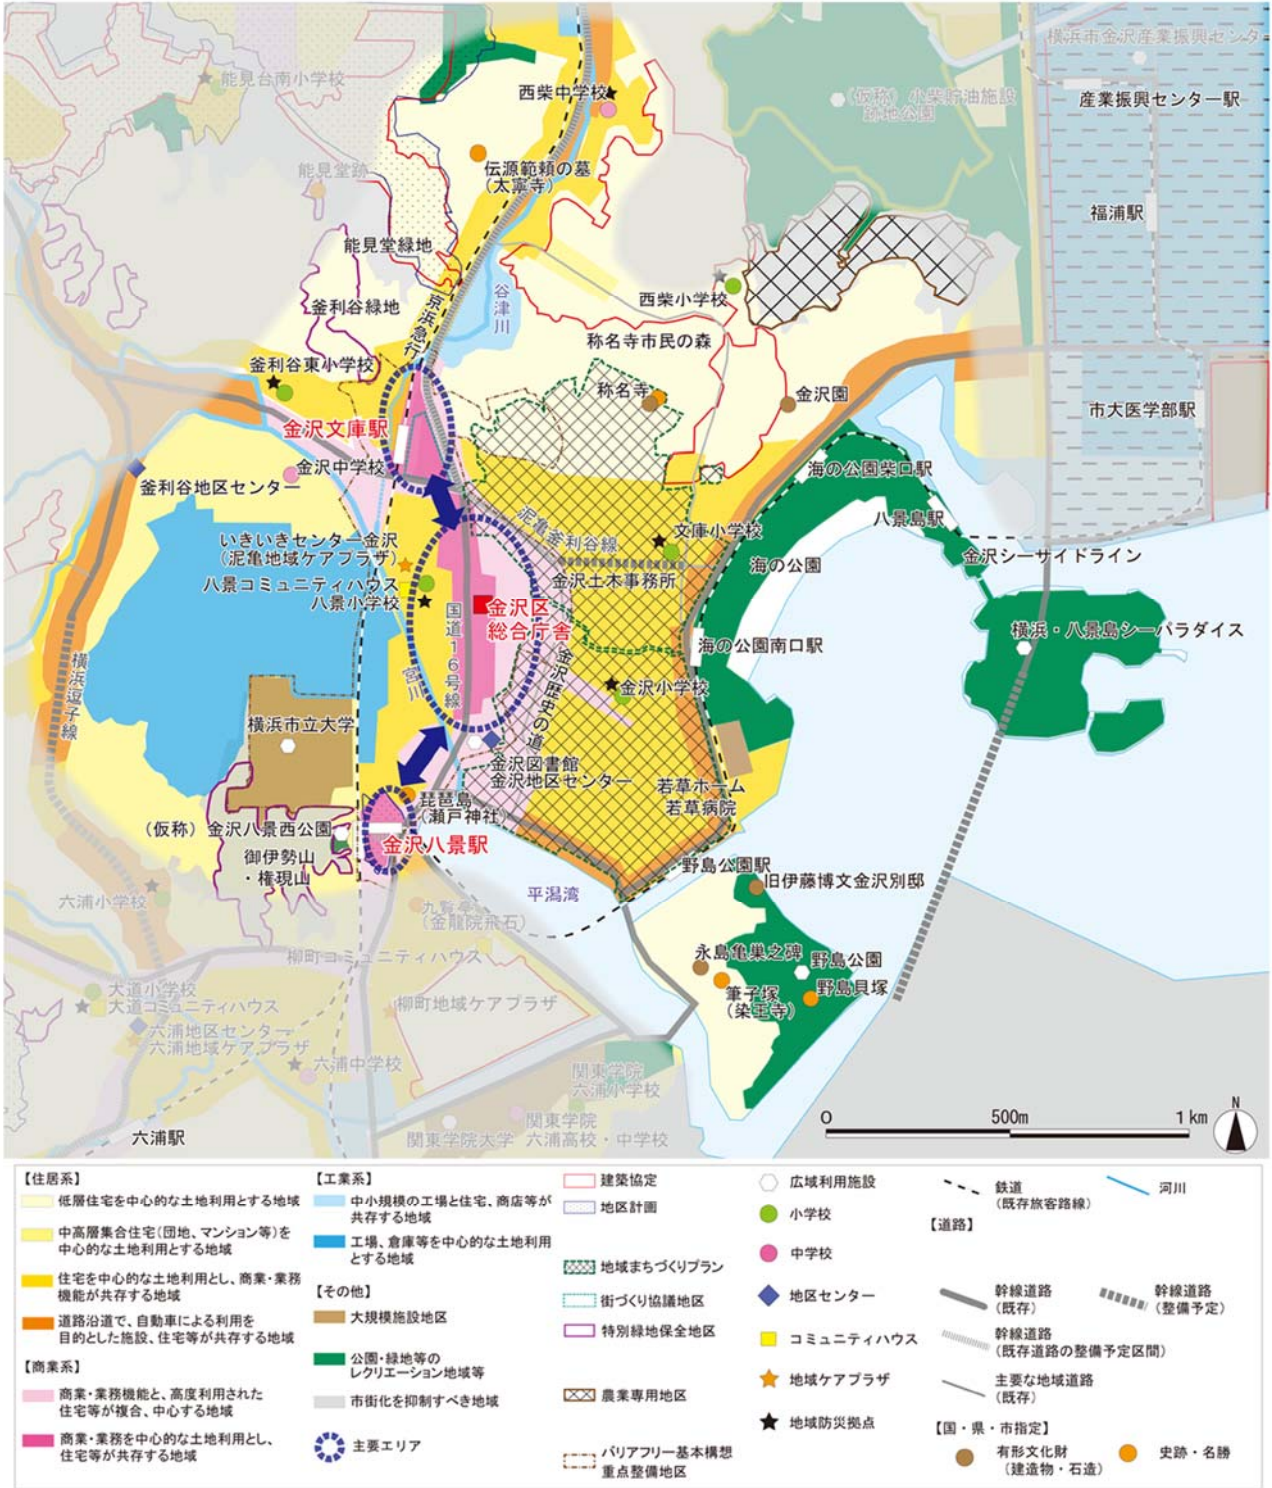 横浜市金沢産業振興センタ
能見台南小学校
西柴中学校
(仮称)小柴貯油施設
跡地公園
産業振興センター駅
能見堂跡
伝源範頼の墓
(太寧寺)
福浦駅
能見堂緑地
谷津川
西柴小学校
釜利谷緑地
京浜急行
称名寺市民の森
釜利谷東小学校
称名寺
金沢園
市大医学部駅
金沢文庫駅
金沢中学校
海の公園柴口駅
釜利谷地区センター
泥亀釜利谷線
八景島駅
いきいきセンター金沢
(泥亀地域ケアプラザ)
文庫小学校
金沢シーサイドライン
海の公園
八景コミュニティハウス
金沢土木事務所
八景小学校
金沢区
総合庁舎
国道16号線
横浜・八景島シーパラダイス
海の公園南口駅
横浜逗子線
宮川
金沢歴史の道
金沢小学校
横浜市立大学
金沢図書館
金沢地区センター
若草ホーム
若草病院
琵琶島
(瀬戸神社)
(仮称)金沢八景西公園
金沢八景駅
御伊勢山
・権現山
野島公園駅
旧伊藤博文金沢別邸
平潟湾
六浦小学校
(金龍院飛石)
柳町コミュニティハウス
永島亀巣之碑
野島公園
大道小学校
大道コミュニティハウス
柳町地域ケアプラザ
筆子塚
(染王寺)
野島貝塚
六浦地区センター
六浦地域ケアプラザ
六浦中学校
関東学院
六浦小学校
関東学院
六浦高校・中学校
関東学院大学
六浦駅
0 500m 1km
N
【住居系】
低層住宅を中心的な土地利用とする地域
中高層集合住宅(団地、マンション等)を
中心的な土地利用とする地域
住宅を中心的な土地利用とし、商業・業務
機能が共存する地域
道路沿道で、自動車による利用を
目的とした施設、住宅等が共存する地域
【商業系】
商業・業務機能と、高度利用された
住宅等が複合、中心する地域
商業・業務を中心的な土地利用とし、
住宅等が共存する地域
【工業系】
中小規模の工場と住宅、商店等が
共存する地域
工場、倉庫等を中心的な土地利用
とする地域
【その他】
大規模施設地区
公園・緑地等の
レクリエーション地域等
市街化を抑制すべき地域
主要エリア
建築協定
地区計画
地域まちづくりプラン
街づくり協議地区
特別緑地保全地区
農業専用地区
バリアフリー基本構想
重点整備地区
広域利用施設
小学校
中学校
地区センター
コミュニティハウス
地域ケアプラザ
地域防災拠点
鉄道
(既存旅客路線)
河川
【道路】
幹線道路
(既存)
幹線道路
(整備予定)
幹線道路
(既存道路の整備予定区間)
主要な地域道路
(既存)
【国・県・市指定】
有形文化財
(建造物・石造)
史跡・名勝